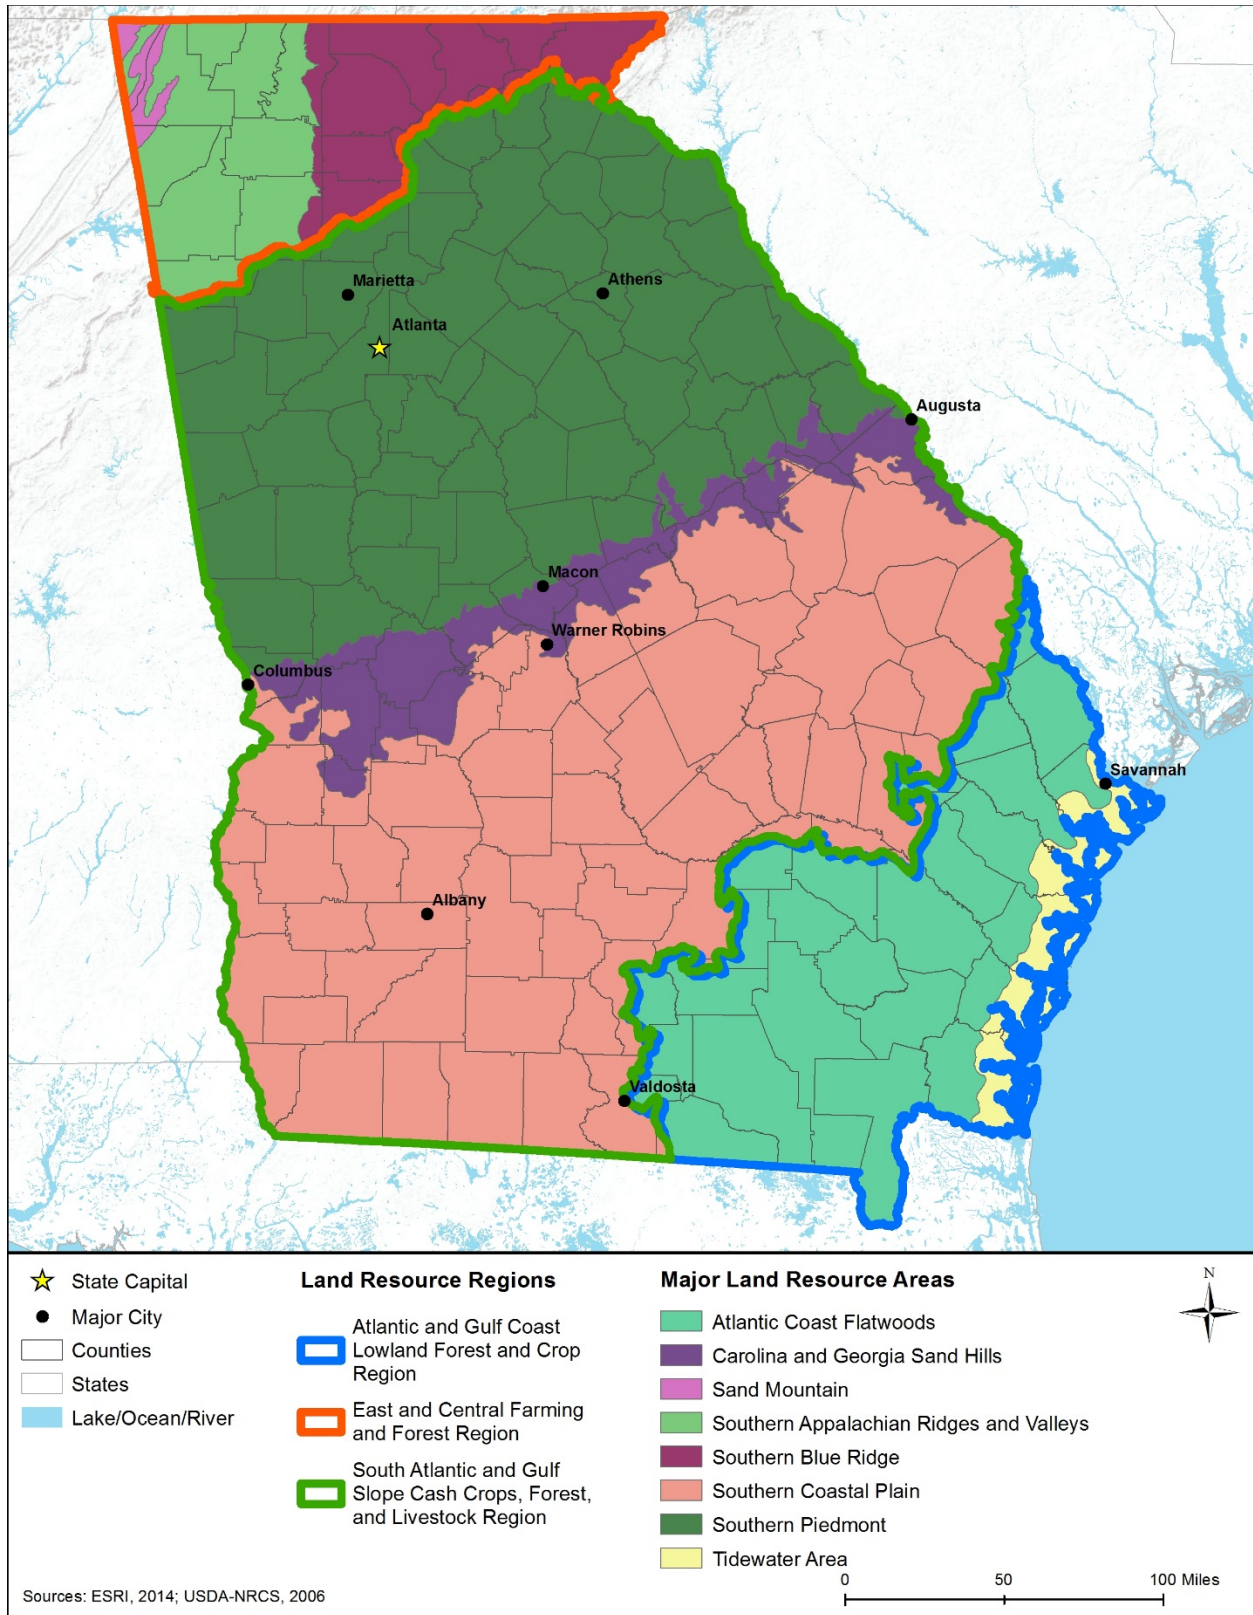 Marietta
Athens
Atlanta
Augusta
Macon
Warner Robins
Columbus
Savannah
Albany
Valdosta
State Capital
Major City
Counties
States
Lake/Ocean/River
Land Resource Regions
Atlantic and Gulf Coast
Lowland Forest and Crop
Region
East and Central Farming
and Forest Region
South Atlantic and Gulf
Slope Cash Crops, Forest,
and Livestock Region
Major Land Resource Areas
Atlantic Coast Flatwoods
Carolina and Georgia Sand Hills
Sand Mountain
Southern Appalachian Ridges and Valleys
Southern Blue Ridge
Southern Coastal Plain
Southern Piedmont
Tidewater Area
N
0 50 100 Miles
Sources: ESRI, 2014; USDA-NRCS, 2006